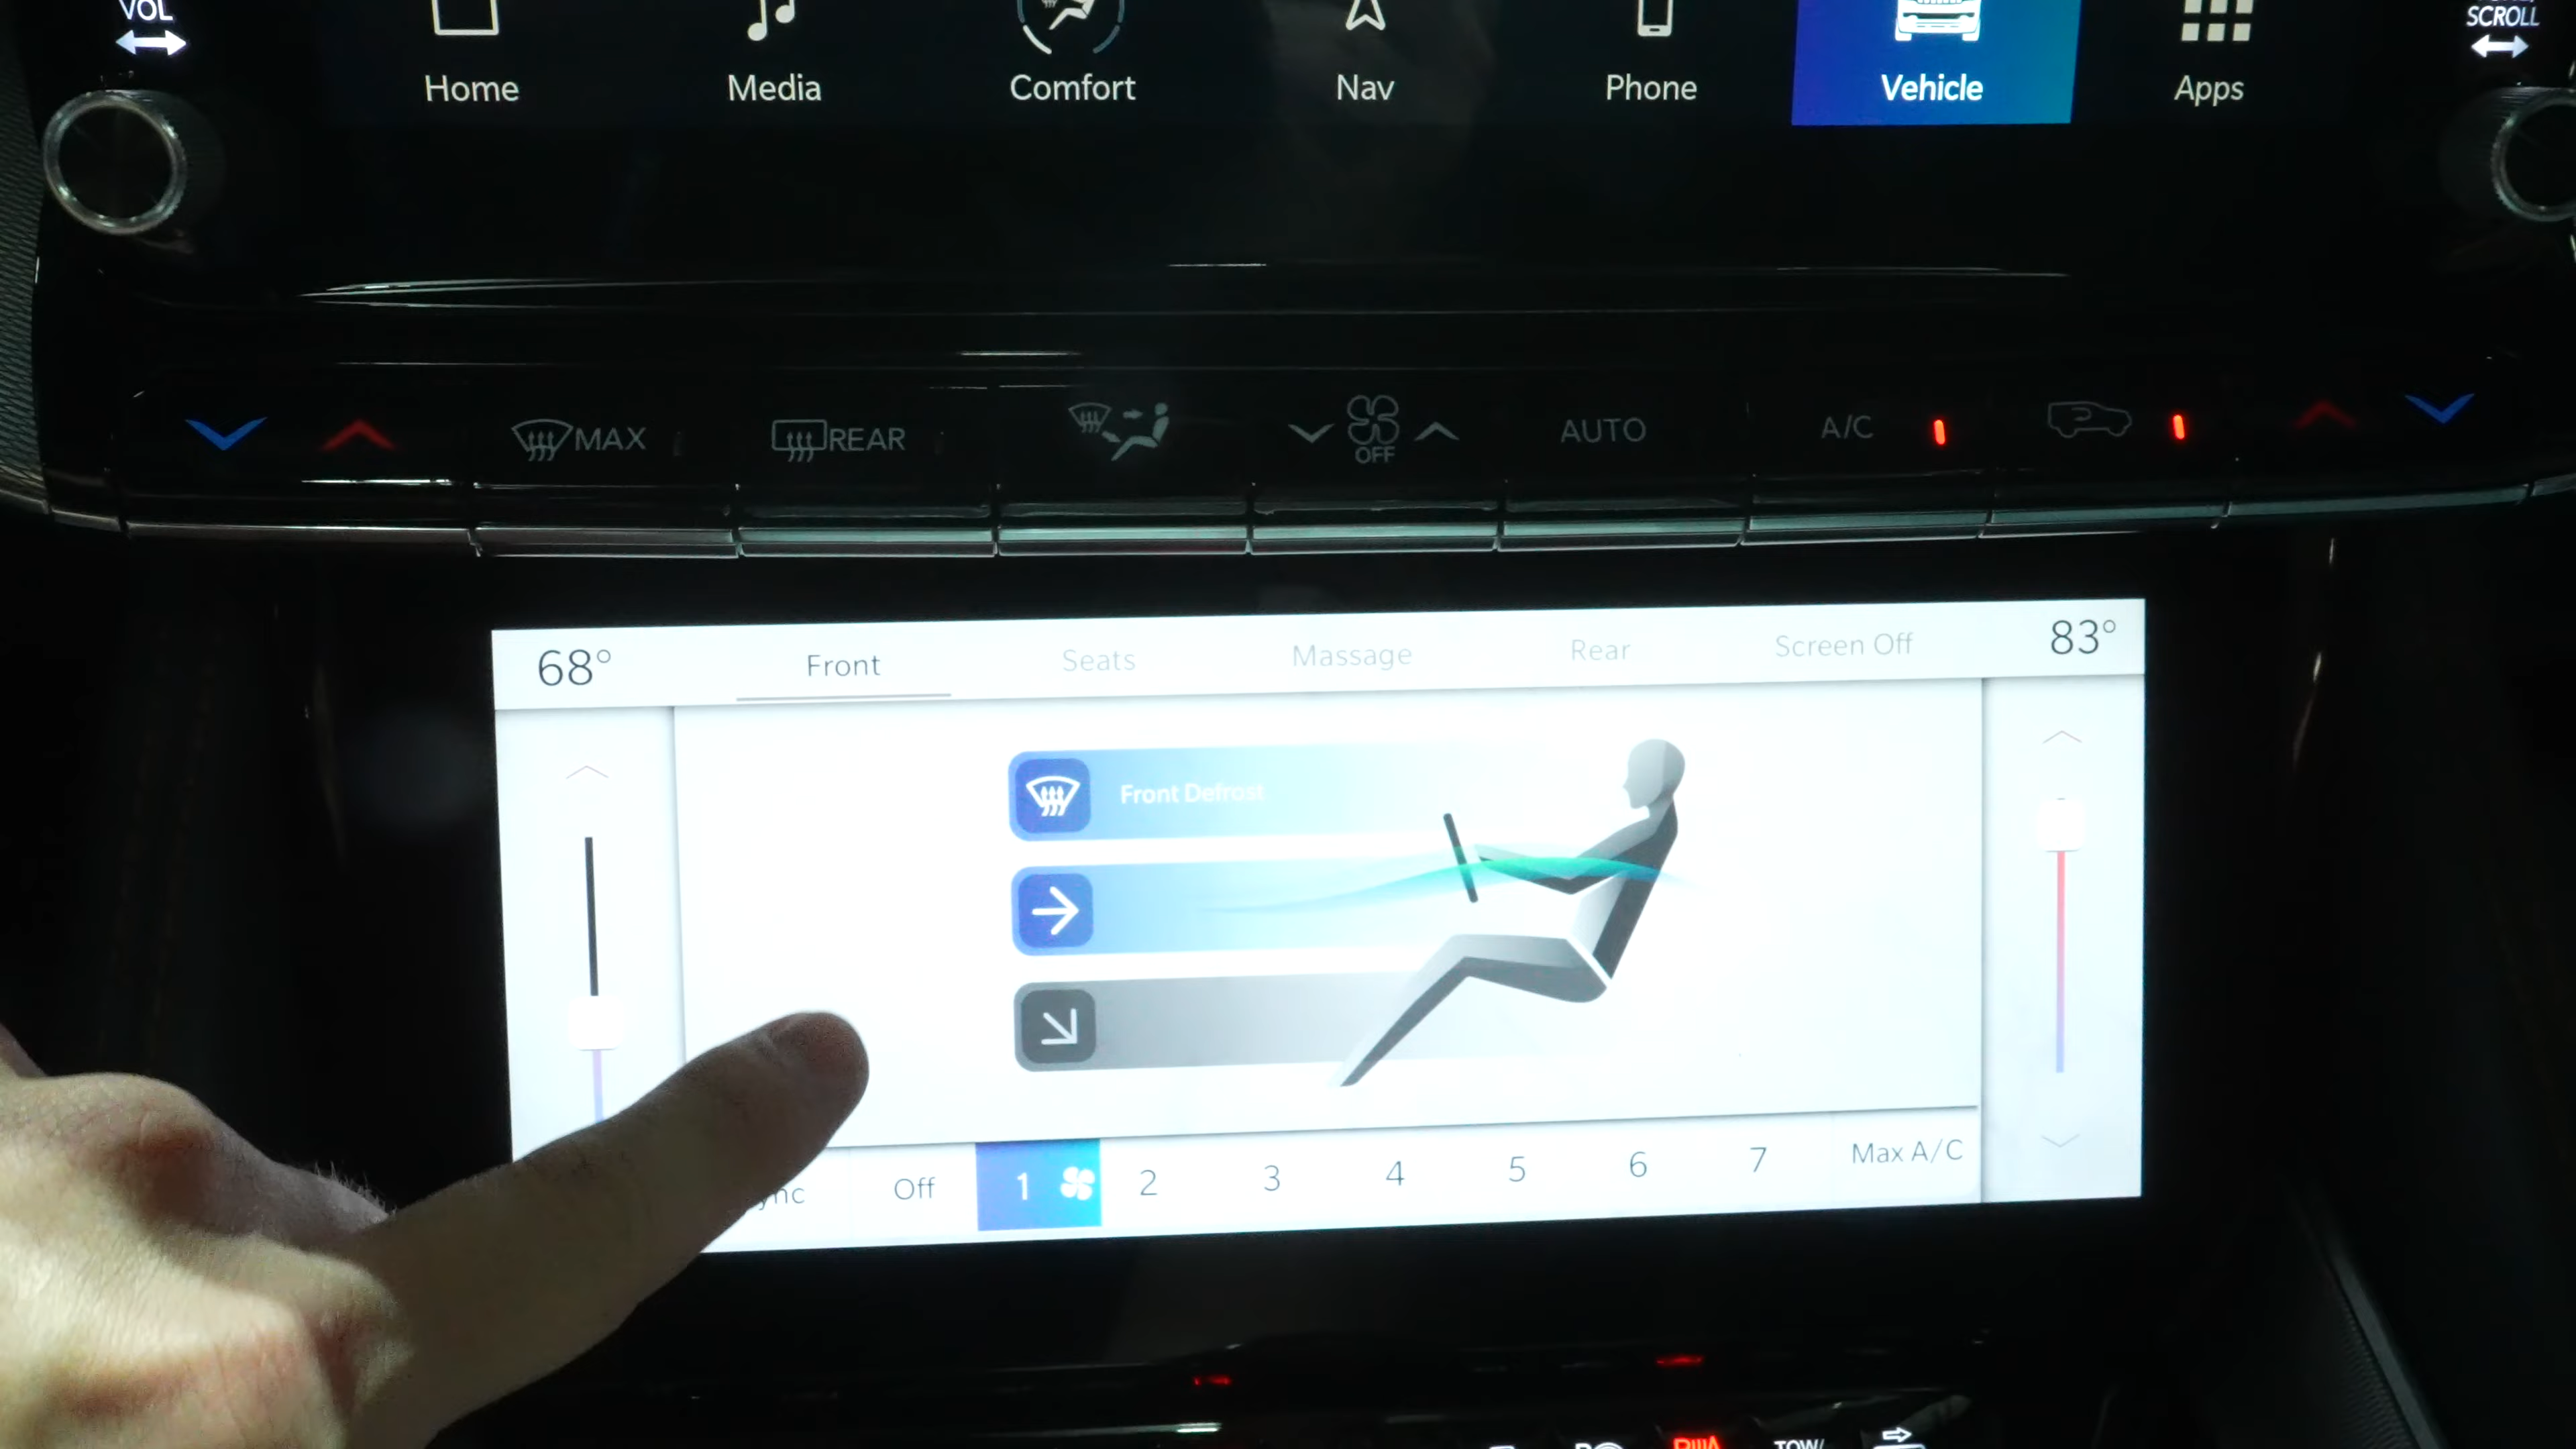 VOL
SCROLL
Home Media Comfort Nav Phone Vehicle Apps
MAX REAR OFF AUTO A/C
68° Front Seats Massage Rear Screen Off 83°
Front Defrost
Off 1 2 3 4 5 6 7 Max A/C
TOW/